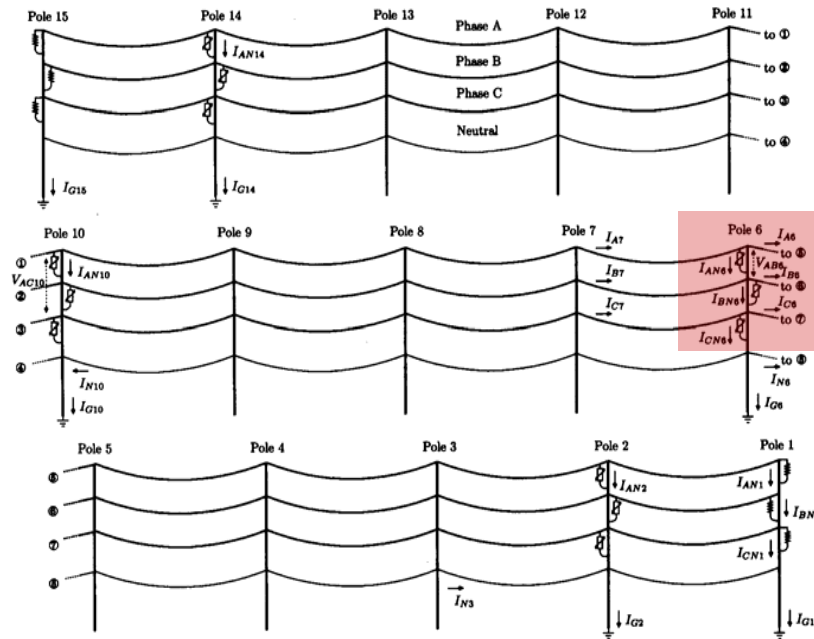 Pole 15 Pole 14 Pole 13 Pole 12 Pole 11
Phase A
to ①
I_AN14
Phase B
to ②
Phase C
to ③
Neutral
to ④
I_G15 I_G14
Pole 10 Pole 9 Pole 8 Pole 7 Pole 6
① I_AN10 I_A7 I_A6
to ⑤
V_AC10 I_AN6 V_AB6
② I_B7 I_B6
to ⑥
I_BN6
③ I_C7 I_C6
to ⑦
I_CN6
④ to ⑧
I_N10 I_N6
I_G10 I_G6
Pole 5 Pole 4 Pole 3 Pole 2 Pole 1
⑤ I_AN2 I_AN1
⑥ I_BN
⑦ I_CN1
⑧ I_N3
I_G2 I_G1